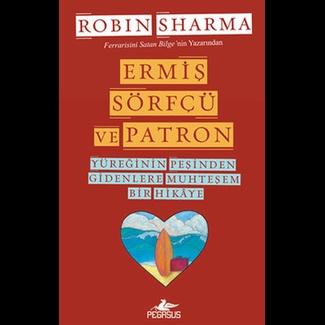 ROBIN SHARMA
Ferrarisini Satan Bilge'nin Yazarından
ERMİŞ
SÖRFÇÜ
VE PATRON
YÜREĞİNİN PEŞİNDEN
GİDENLERE MUHTEŞEM
BİR HİKÂYE
PEGASUS